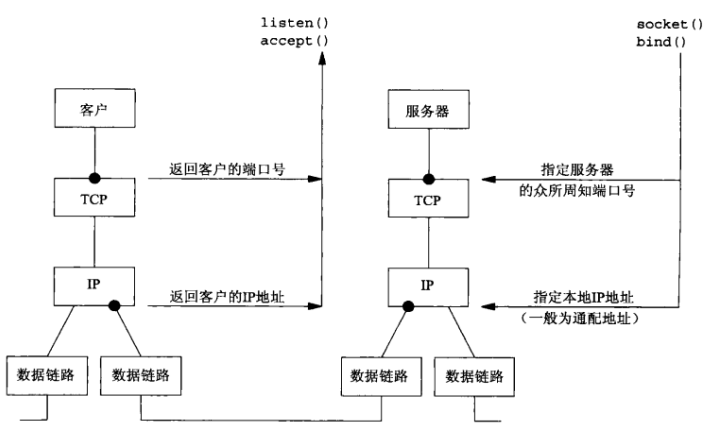 listen()
accept()
socket()
bind()
客户
服务器
返回客户的端口号
指定服务器
的众所周知端口号
TCP
TCP
IP
IP
返回客户的IP地址
指定本地IP地址
（一般为通配地址）
数据链路
数据链路
数据链路
数据链路